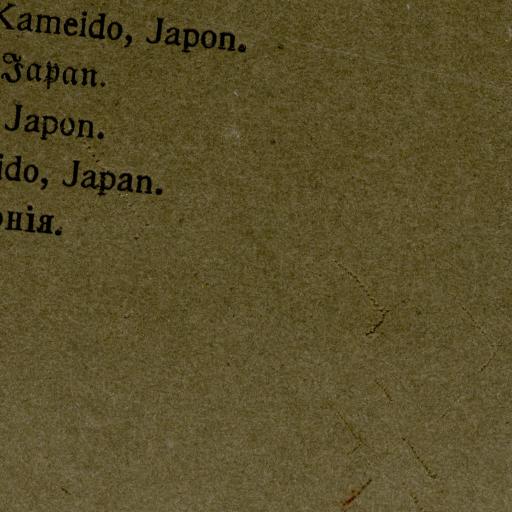 Kameido, Japon.
Japan.
Japon.
ido, Japan.
онія.